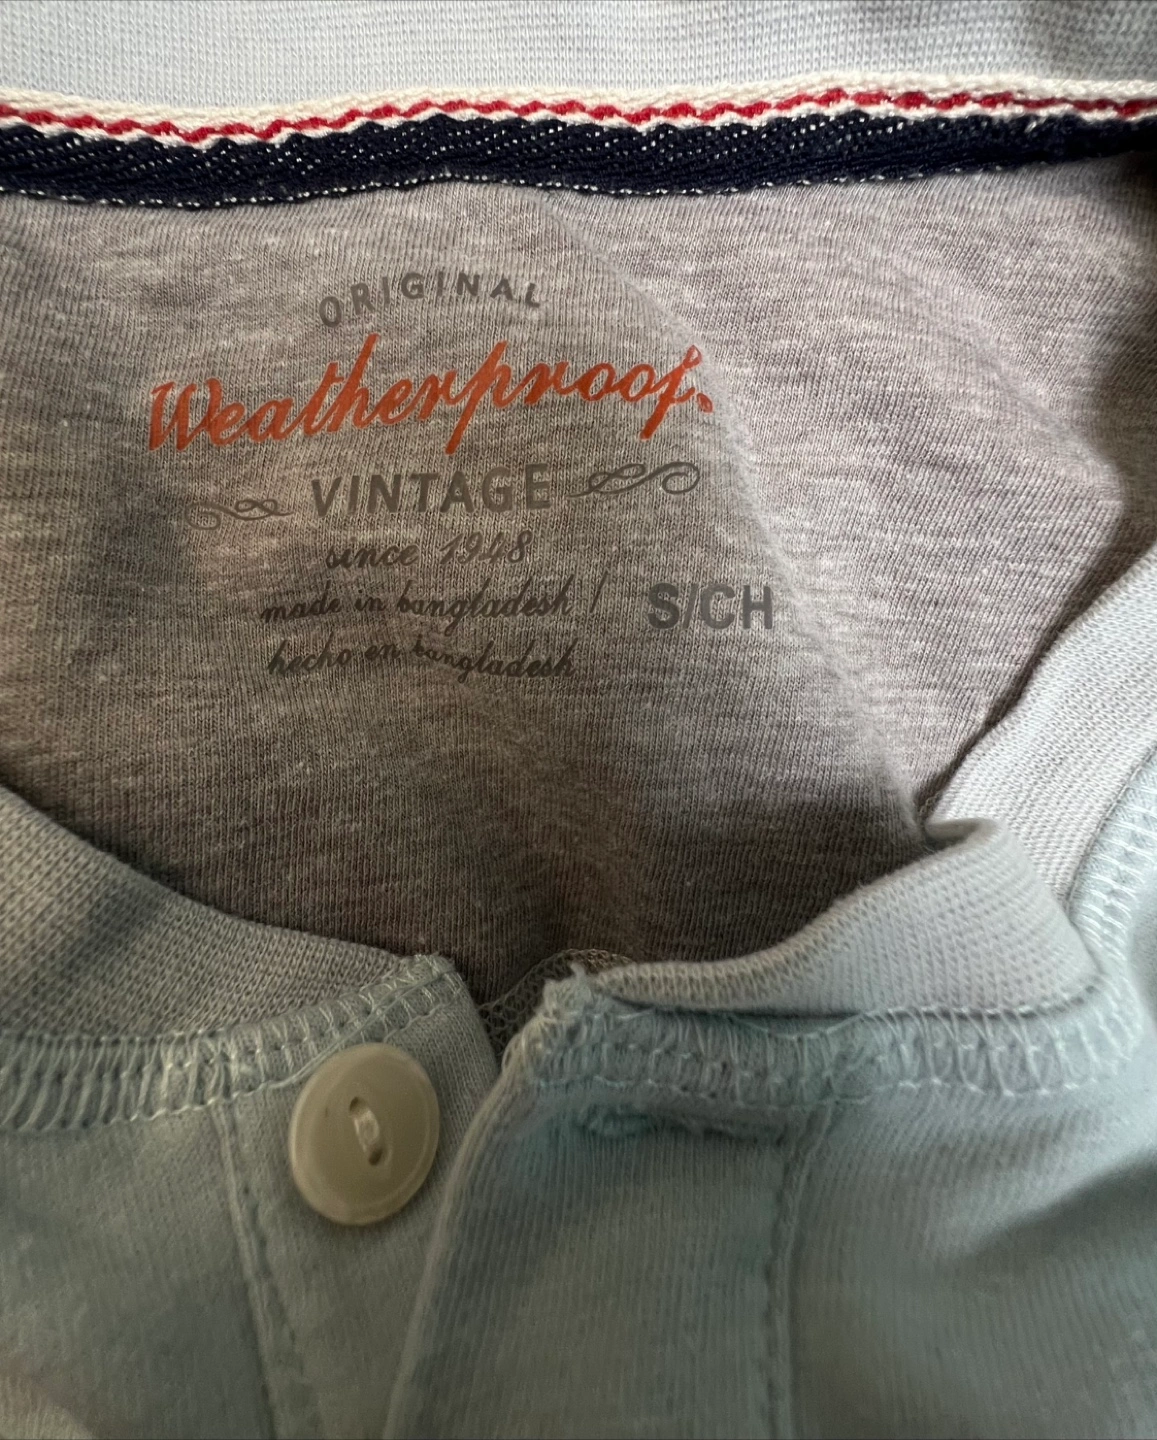 ORIGINAL
Weatherproof.
VINTAGE
since 1948
made in bangladesh / S/CH
hecho en bangladesh